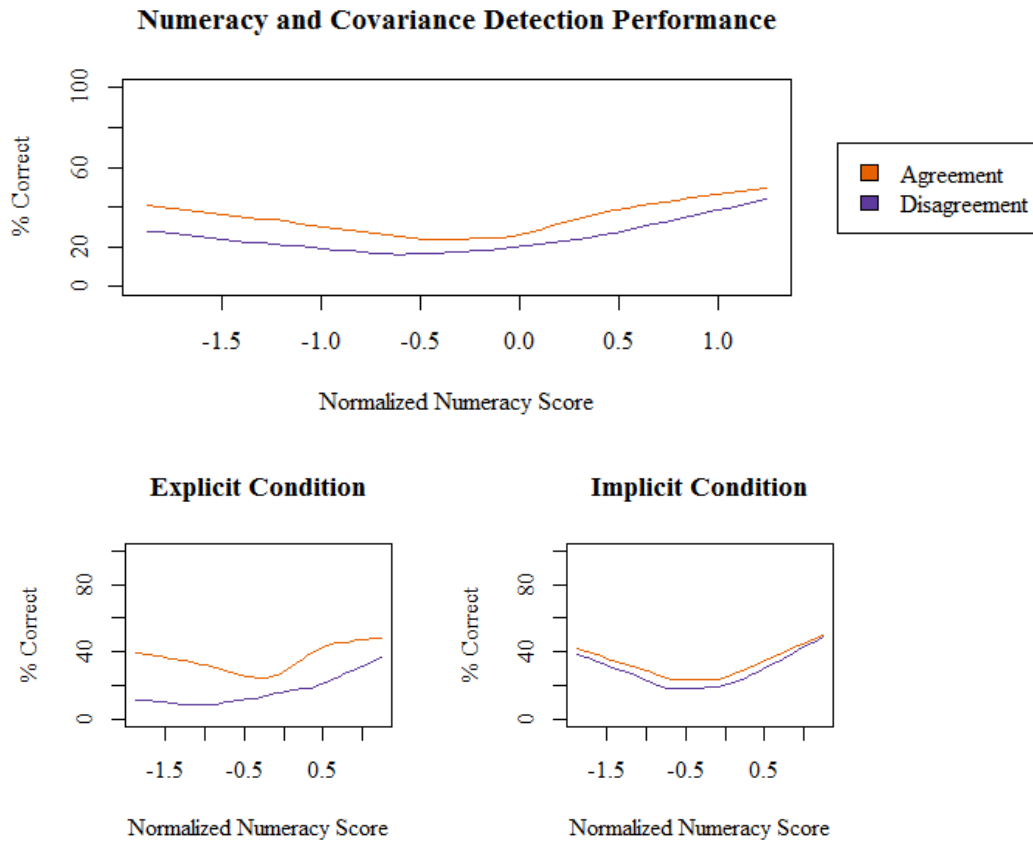 Numeracy and Covariance Detection Performance
100
60
20
0
% Correct
-1.5 -1.0 -0.5 0.0 0.5 1.0
Normalized Numeracy Score
Agreement
Disagreement
Explicit Condition
80
40
0
% Correct
-1.5 -0.5 0.5
Normalized Numeracy Score
Implicit Condition
80
40
0
% Correct
-1.5 -0.5 0.5
Normalized Numeracy Score